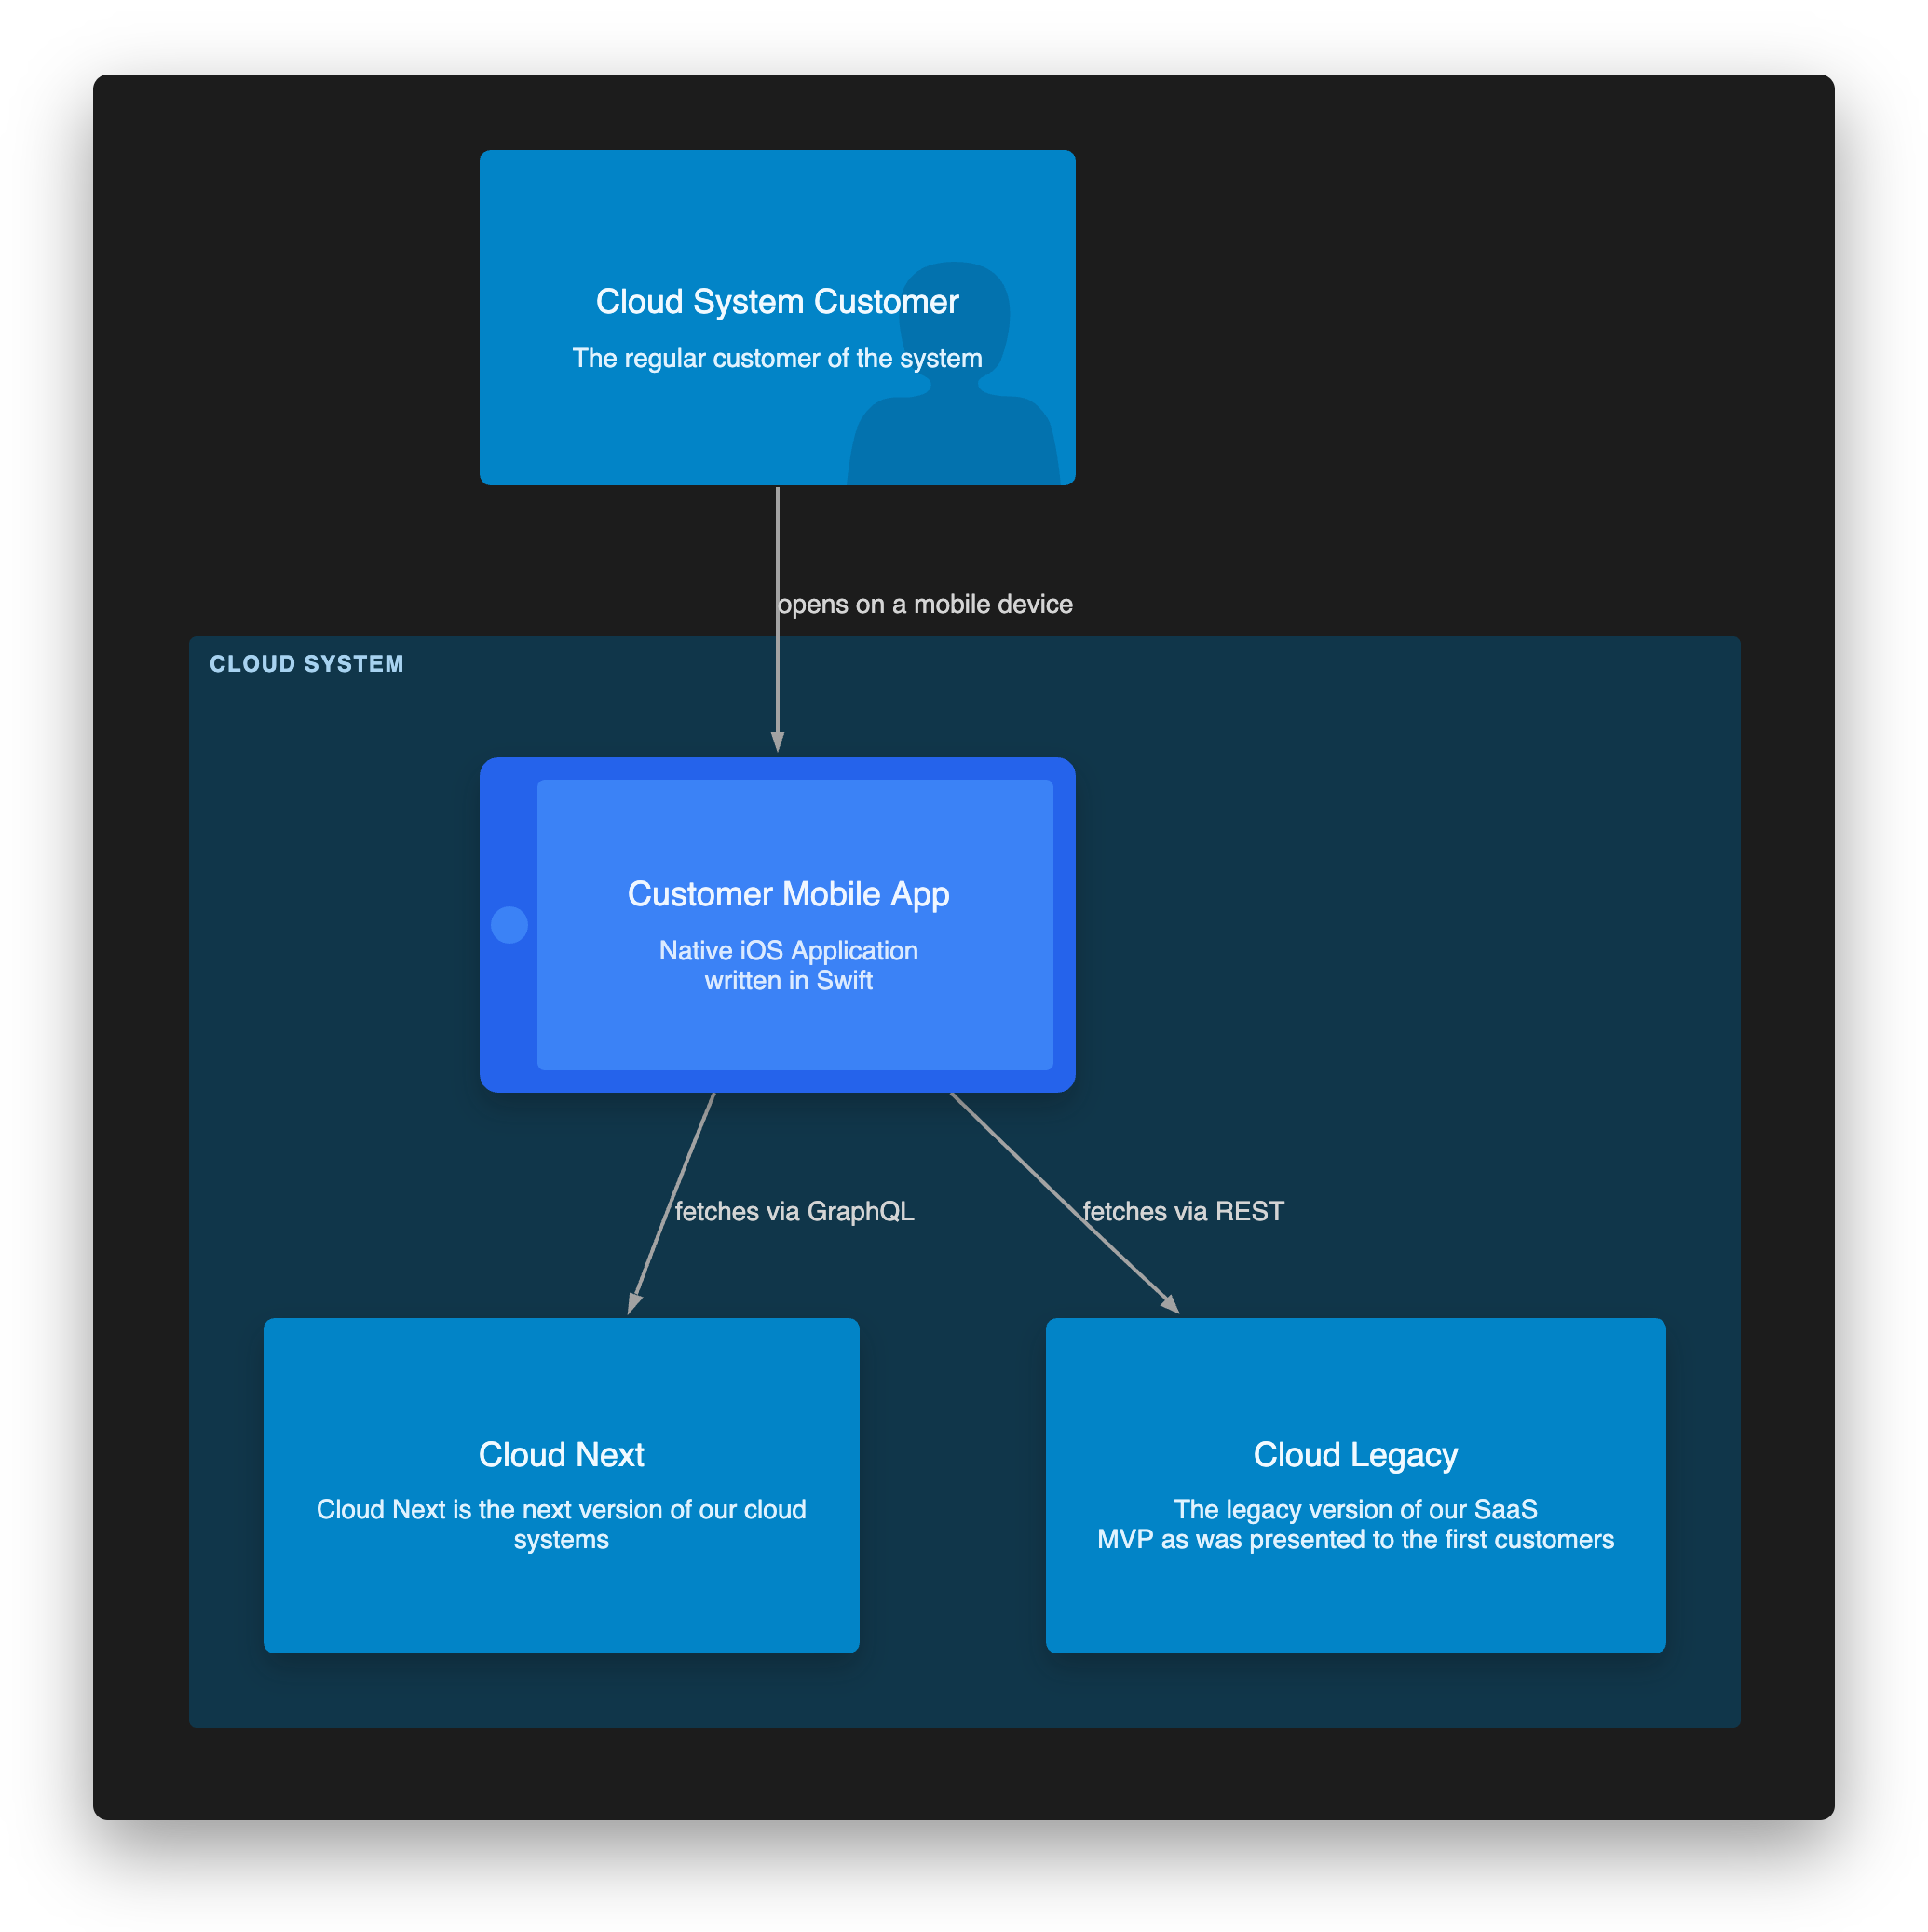 Cloud System Customer
The regular customer of the system
opens on a mobile device
CLOUD SYSTEM
Customer Mobile App
Native iOS Application
written in Swift
fetches via GraphQL
fetches via REST
Cloud Next
Cloud Next is the next version of our cloud
systems
Cloud Legacy
The legacy version of our SaaS
MVP as was presented to the first customers